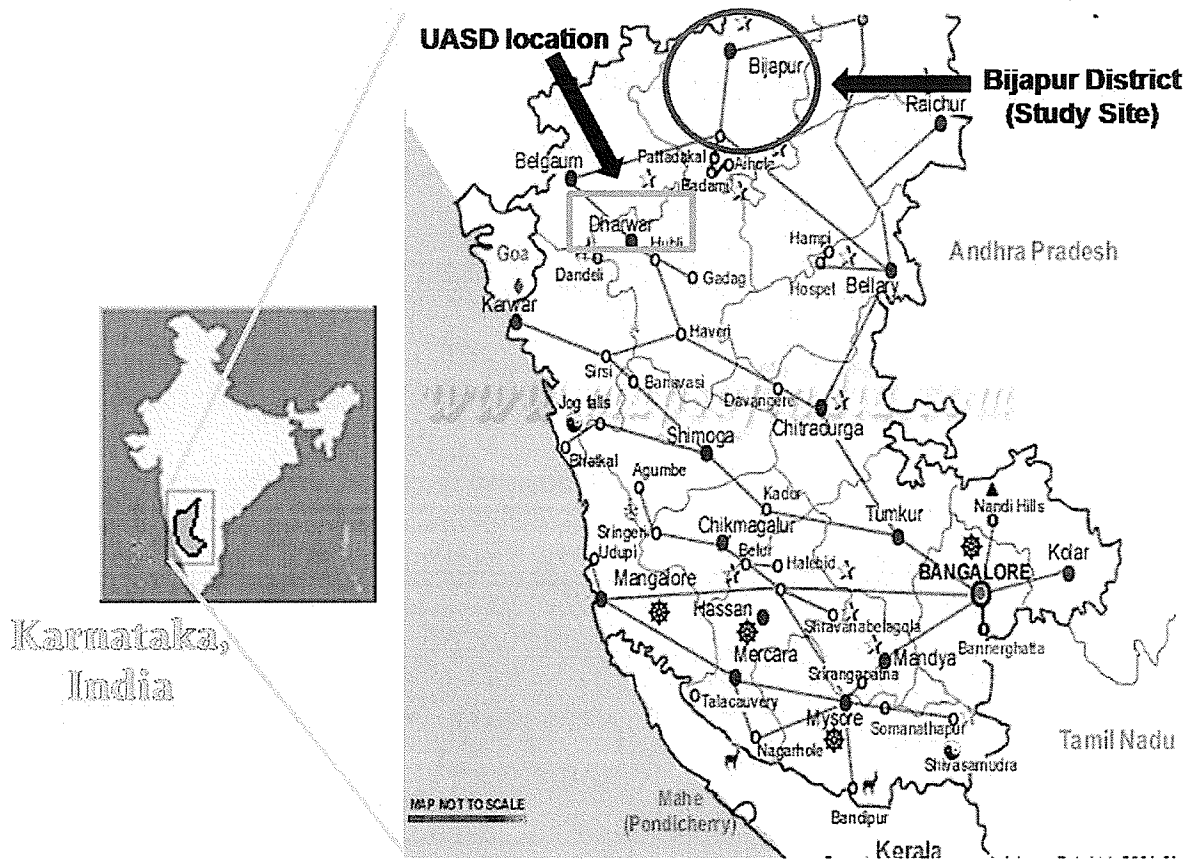 UASD location
Bijapur
Bijapur District
(Study Site)
Raichur
Belgaum
Pattadakal
Aihole
Badami
Dharwar
Hubli
Goa
Dandeli
Gadag
Hampi
Hospet
Bellary
Andhra Pradesh
Karwar
Haveri
Sirsi
Banavasi
Davangere
Jog falls
Chitradurga
Shimoga
Bhatkal
Agumbe
Kadur
Nandi Hills
Tumkur
Sringeri
Chikmagalur
Udupi
Belur
Halebid
Kolar
BANGALORE
Mangalore
Hassan
Shravanabelagola
Bannerghatta
Karnataka,
India
Mercara
Mandya
Srirangapatna
Talacauvery
Mysore
Somanathapur
Tamil Nadu
Nagarhole
Shivasamudra
MAP NOT TO SCALE
Mahe
(Pondicherry)
Bandipur
Kerala